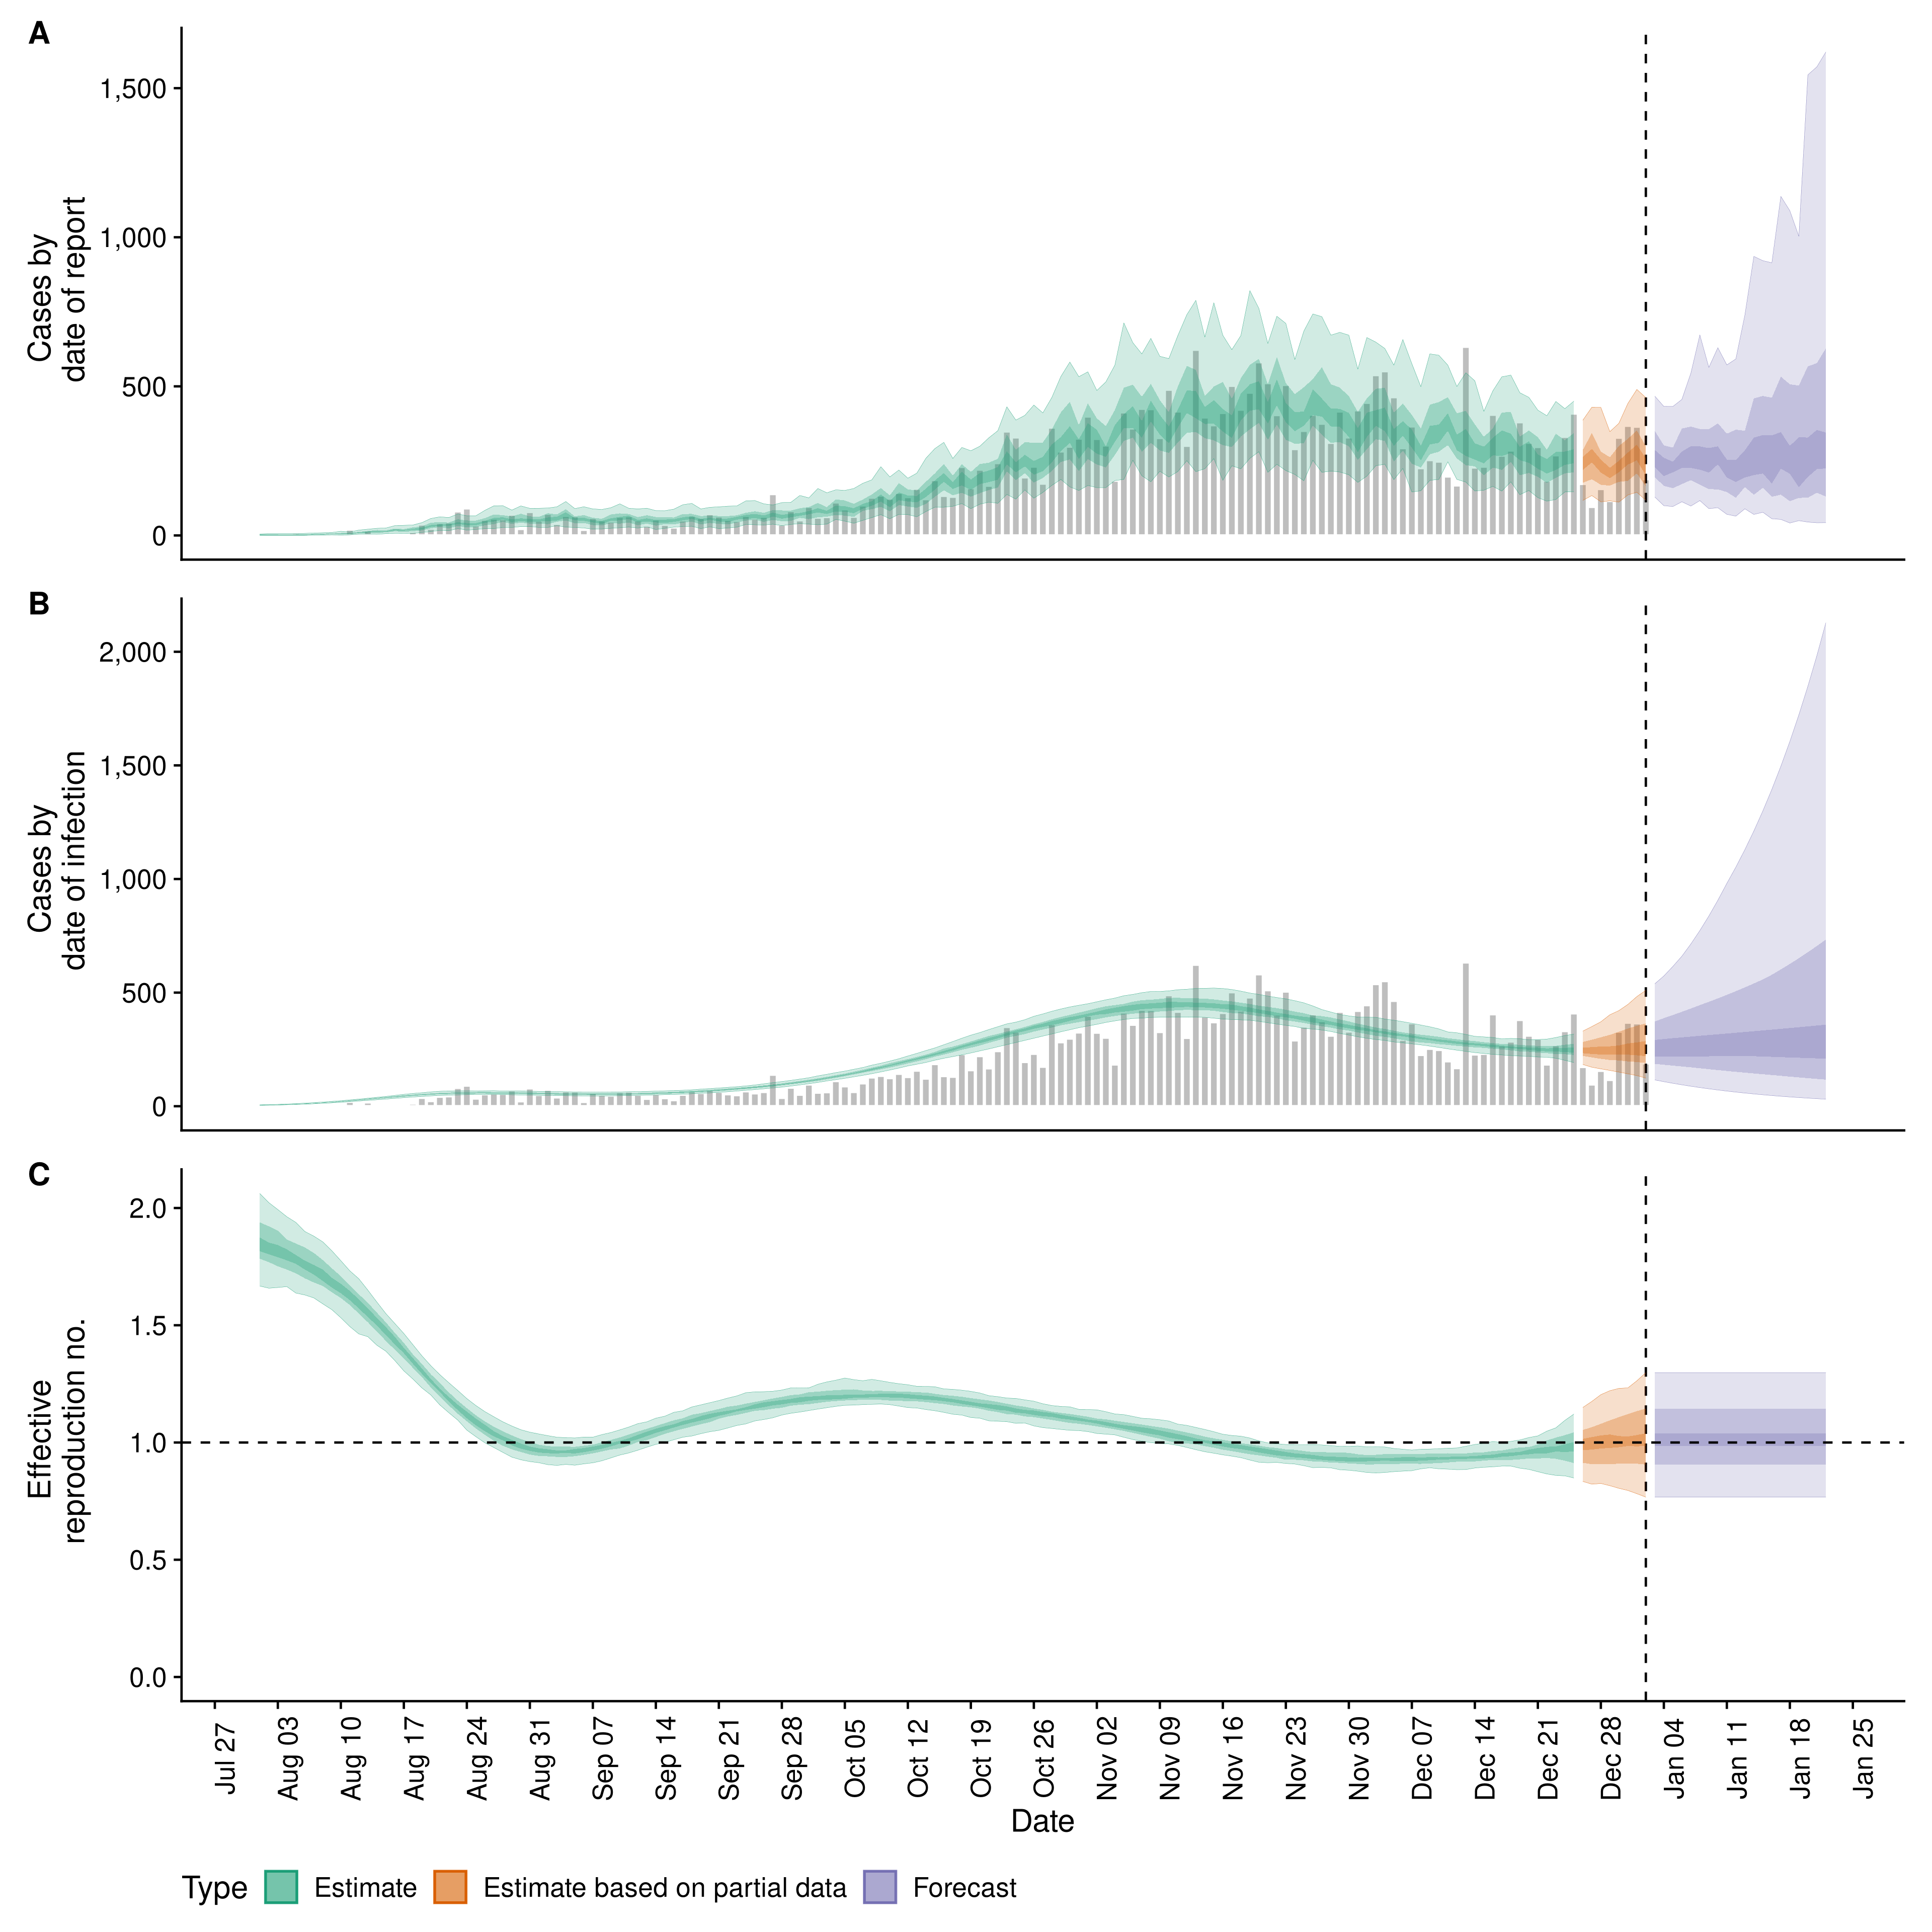 A
Cases by
date of report
1,500
1,000
500
0
B
Cases by
date of infection
2,000
1,500
1,000
500
0
C
Effective
reproduction no.
2.0
1.5
1.0
0.5
0.0
Jul 27
Aug 03
Aug 10
Aug 17
Aug 24
Aug 31
Sep 07
Sep 14
Sep 21
Sep 28
Oct 05
Oct 12
Oct 19
Oct 26
Nov 02
Nov 09
Nov 16
Nov 23
Nov 30
Dec 07
Dec 14
Dec 21
Dec 28
Jan 04
Jan 11
Jan 18
Jan 25
Date
Type
Estimate
Estimate based on partial data
Forecast